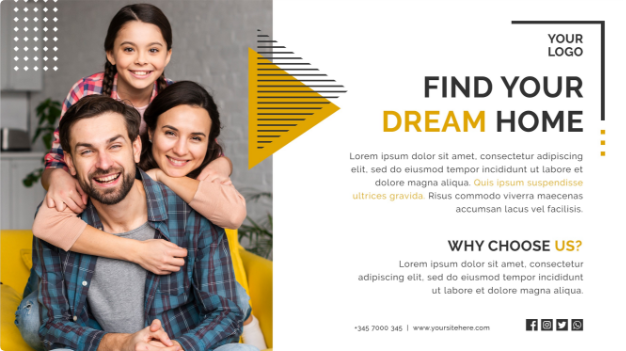 YOUR
LOGO
FIND YOUR
DREAM HOME
Lorem ipsum dolor sit amet, consectetur adipiscing
elit, sed do eiusmod tempor incididunt ut labore et
dolore magna aliqua. Quis ipsum suspendisse
ultrices gravida. Risus commodo viverra maecenas
accumsan lacus vel facilisis.
WHY CHOOSE US?
Lorem ipsum dolor sit amet, consectetur
adipiscing elit, sed do eiusmod tempor incididunt
ut labore et dolore magna aliqua.
+345 7000 345 | www.yoursitehere.com